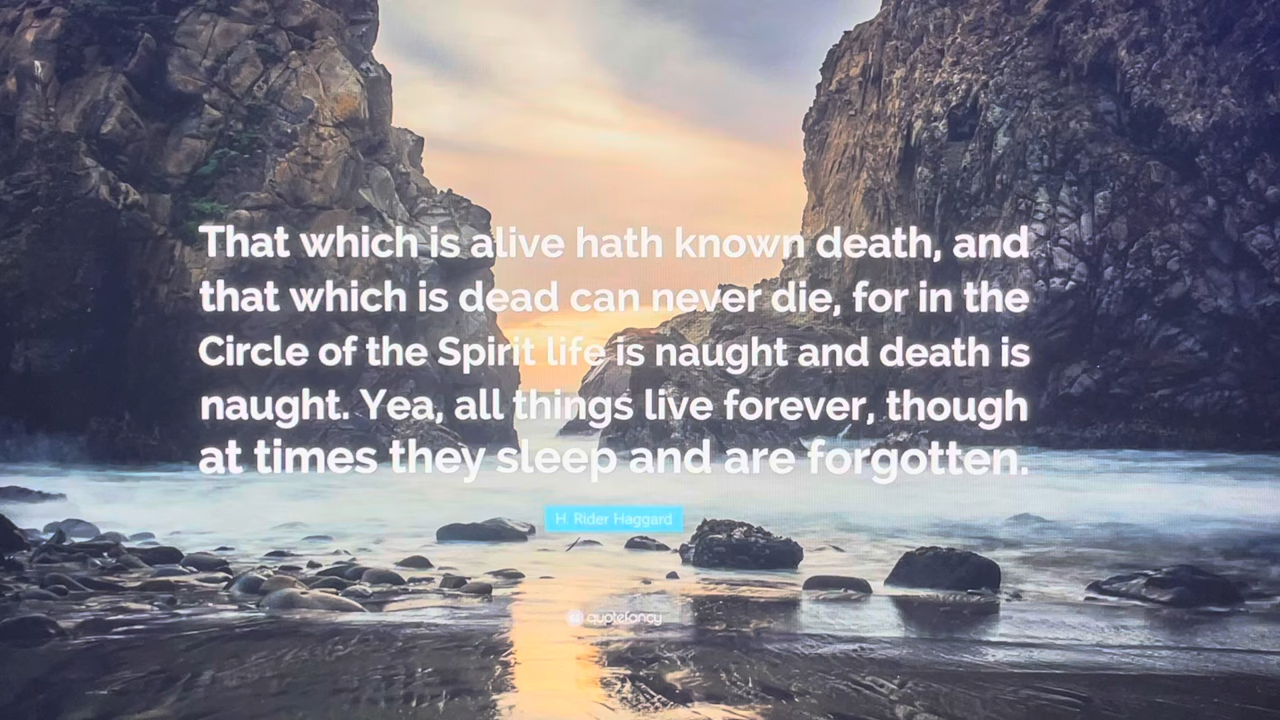 That which is alive hath known death, and
that which is dead can never die, for in the
Circle of the Spirit life is naught and death is
naught. Yea, all things live forever, though
at times they sleep and are forgotten.
H. Rider Haggard
quotefancy